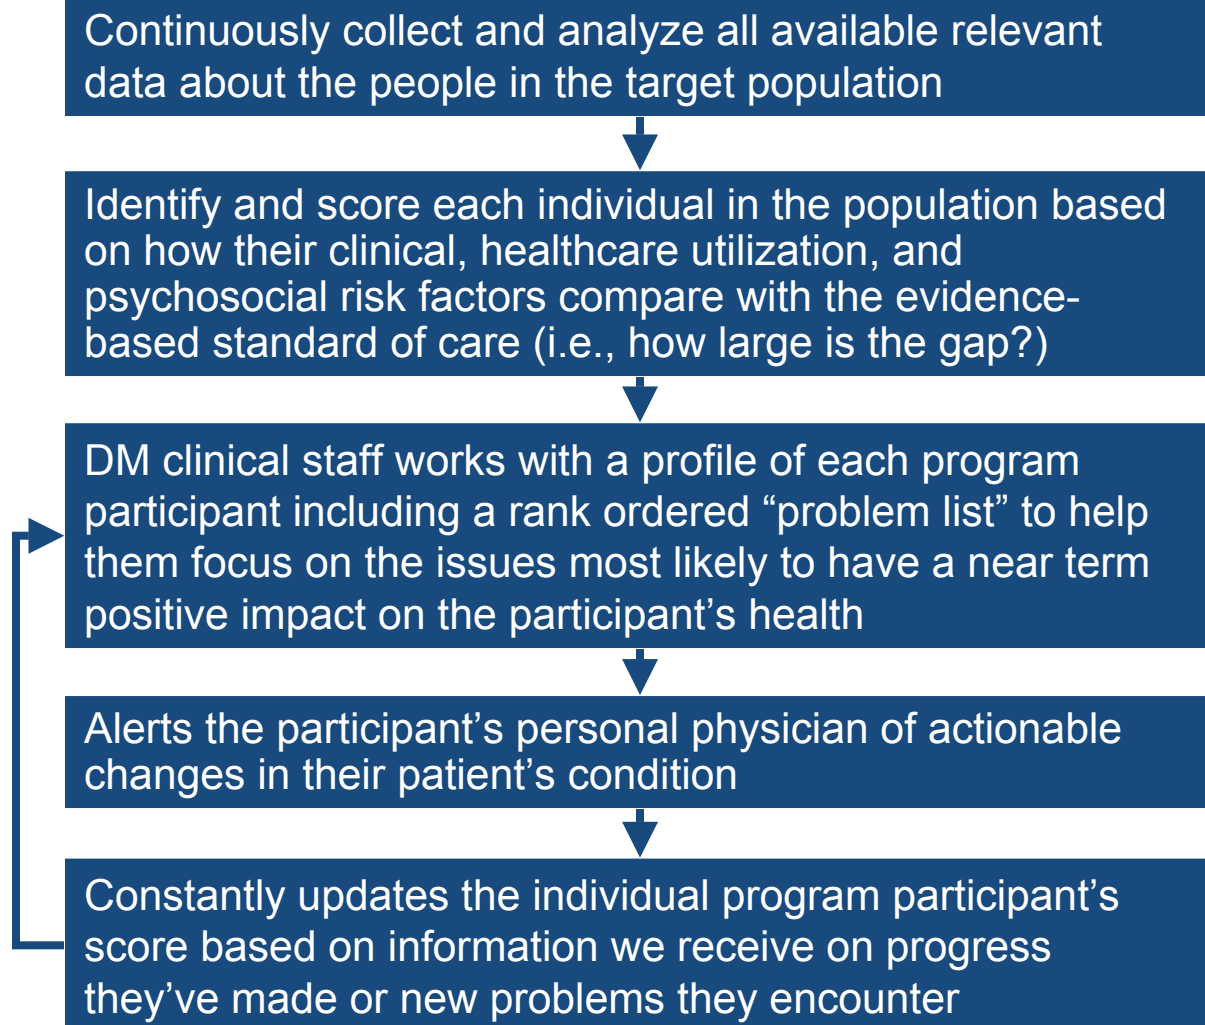 Continuously collect and analyze all available relevant
data about the people in the target population
Identify and score each individual in the population based
on how their clinical, healthcare utilization, and
psychosocial risk factors compare with the evidence-
based standard of care (i.e., how large is the gap?)
DM clinical staff works with a profile of each program
participant including a rank ordered “problem list” to help
them focus on the issues most likely to have a near term
positive impact on the participant’s health
Alerts the participant’s personal physician of actionable
changes in their patient’s condition
Constantly updates the individual program participant’s
score based on information we receive on progress
they’ve made or new problems they encounter